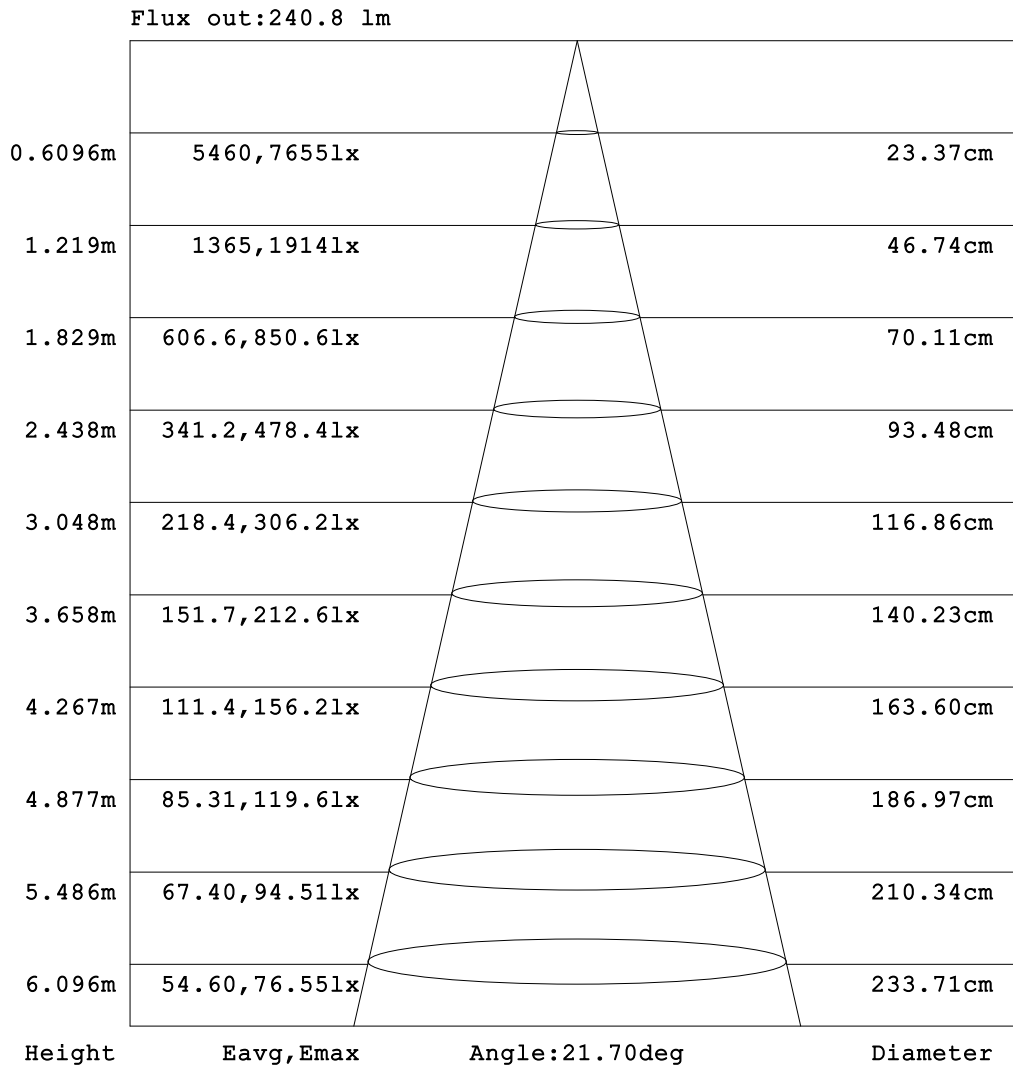 Flux out:240.8 lm
0.6096m 5460,7655lx 23.37cm
1.219m 1365,1914lx 46.74cm
1.829m 606.6,850.6lx 70.11cm
2.438m 341.2,478.4lx 93.48cm
3.048m 218.4,306.2lx 116.86cm
3.658m 151.7,212.6lx 140.23cm
4.267m 111.4,156.2lx 163.60cm
4.877m 85.31,119.6lx 186.97cm
5.486m 67.40,94.51lx 210.34cm
6.096m 54.60,76.55lx 233.71cm
Height Eavg,Emax Angle:21.70deg Diameter